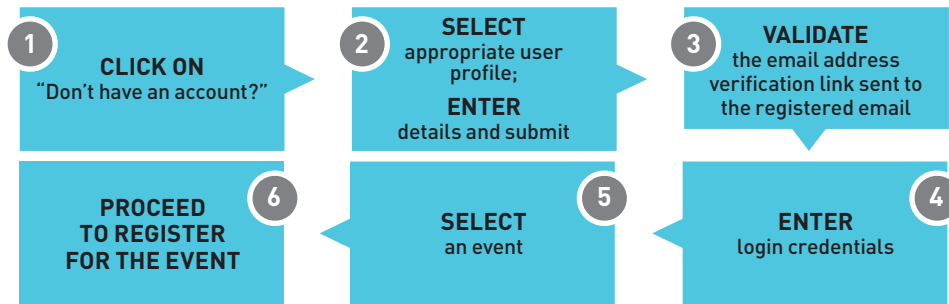 1
CLICK ON
“Don’t have an account?”
2
SELECT
appropriate user
profile;
ENTER
details and submit
3
VALIDATE
the email address
verification link sent to
the registered email
4
ENTER
login credentials
5
SELECT
an event
6
PROCEED
TO REGISTER
FOR THE EVENT